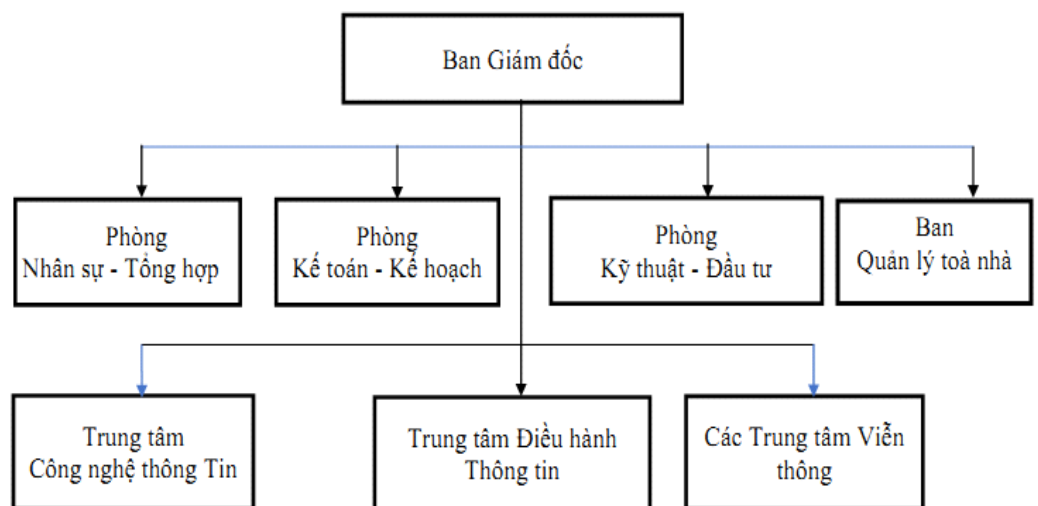 Ban Giám đốc
Phòng
Nhân sự - Tổng hợp
Phòng
Kế toán - Kế hoạch
Phòng
Kỹ thuật - Đầu tư
Ban
Quản lý toà nhà
Trung tâm
Công nghệ thông Tin
Trung tâm Điều hành
Thông tin
Các Trung tâm Viễn
thông